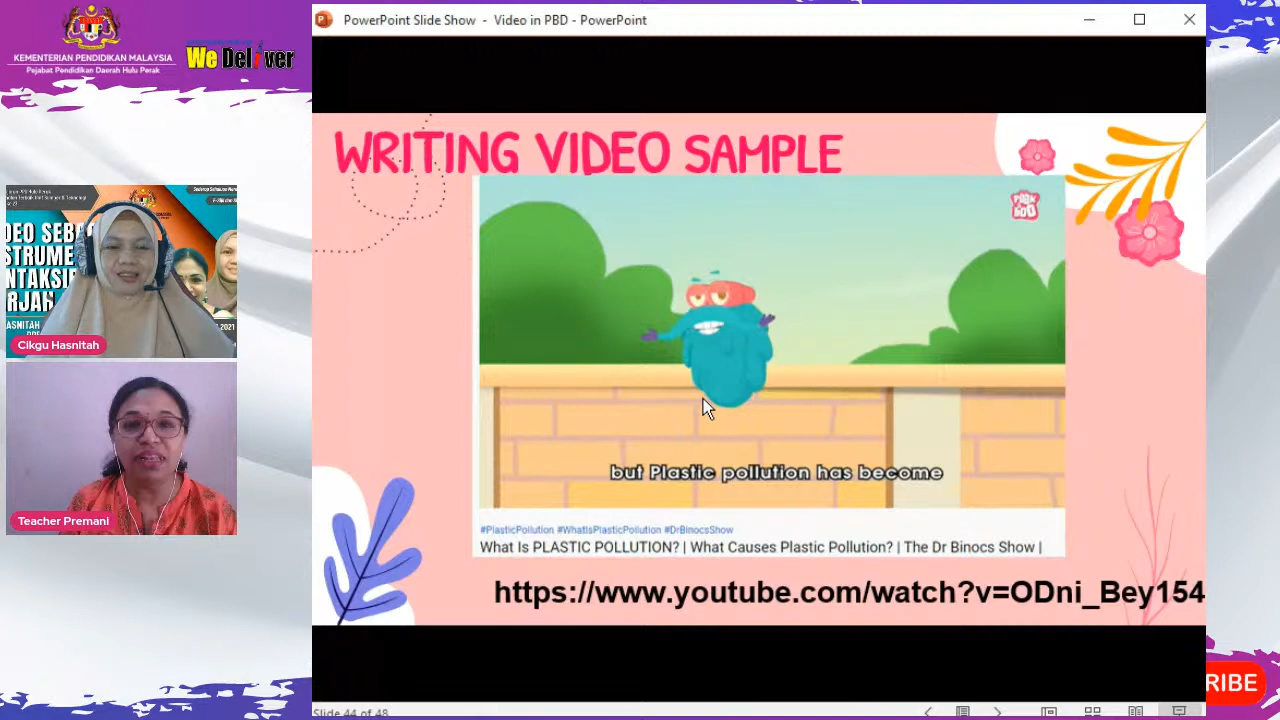 KEMENTERIAN PENDIDIKAN MALAYSIA
Pejabat Pendidikan Daerah Hulu Perak
We Deliver
PowerPoint Slide Show - Video in PBD - PowerPoint
WRITING VIDEO SAMPLE
PEEK A BOO
but Plastic pollution has become
#PlasticPollution #WhatIsPlasticPollution #DrBinocsShow
What Is PLASTIC POLLUTION? | What Causes Plastic Pollution? | The Dr Binocs Show |
https://www.youtube.com/watch?v=ODni_Bey154
Slide 44 of 48
Cikgu Hasnitah
Teacher Premani
RIBE